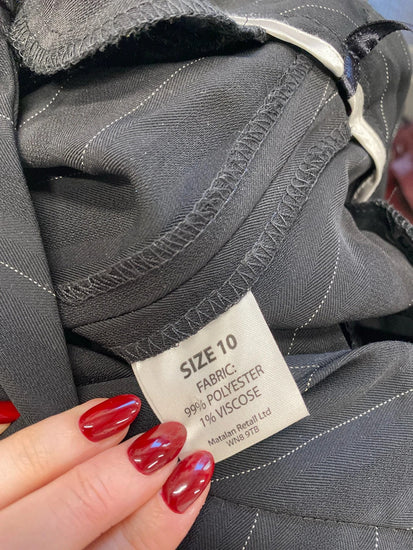 SIZE 10
FABRIC:
99% POLYESTER
1% VISCOSE
Matalan Retail Ltd
WN8 9TB